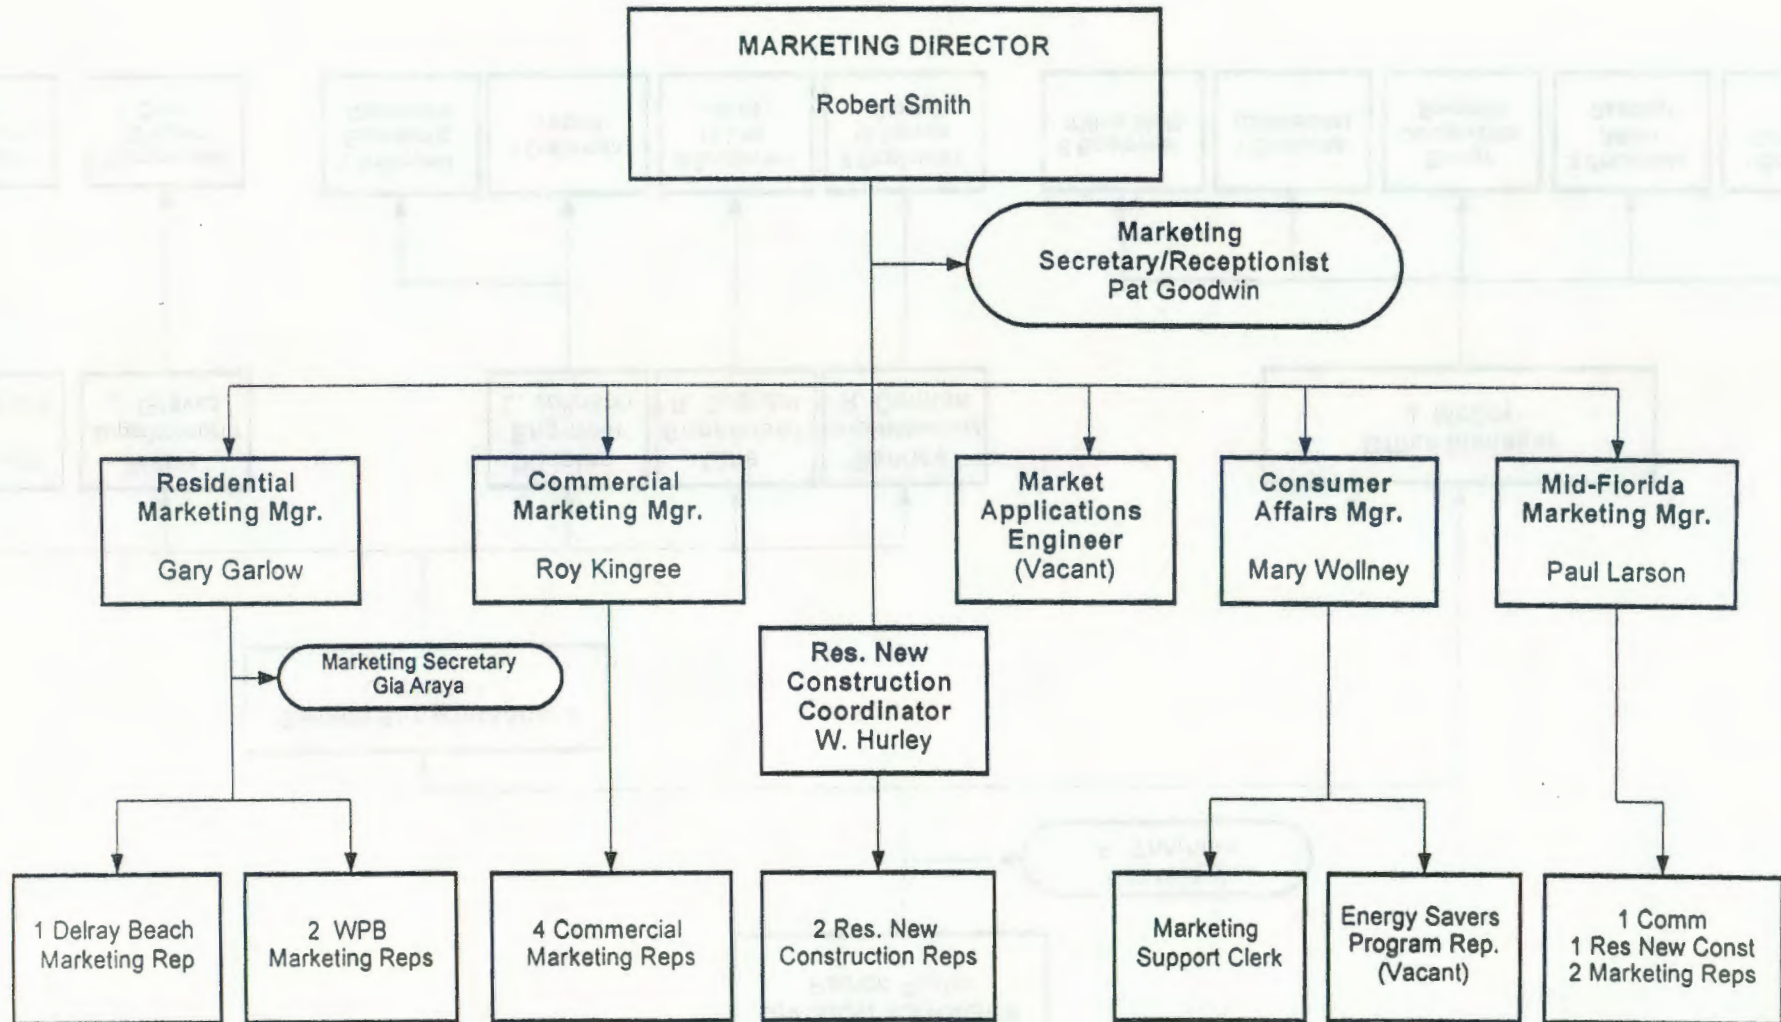 MARKETING DIRECTOR
Robert Smith
Marketing
Secretary/Receptionist
Pat Goodwin
Residential
Marketing Mgr.
Gary Garlow
Commercial
Marketing Mgr.
Roy Kingree
Market
Applications
Engineer
(Vacant)
Consumer
Affairs Mgr.
Mary Wollney
Mid-Florida
Marketing Mgr.
Paul Larson
Marketing Secretary
Gia Araya
Res. New
Construction
Coordinator
W. Hurley
1 Delray Beach
Marketing Rep
2 WPB
Marketing Reps
4 Commercial
Marketing Reps
2 Res. New
Construction Reps
Marketing
Support Clerk
Energy Savers
Program Rep.
(Vacant)
1 Comm
1 Res New Const
2 Marketing Reps